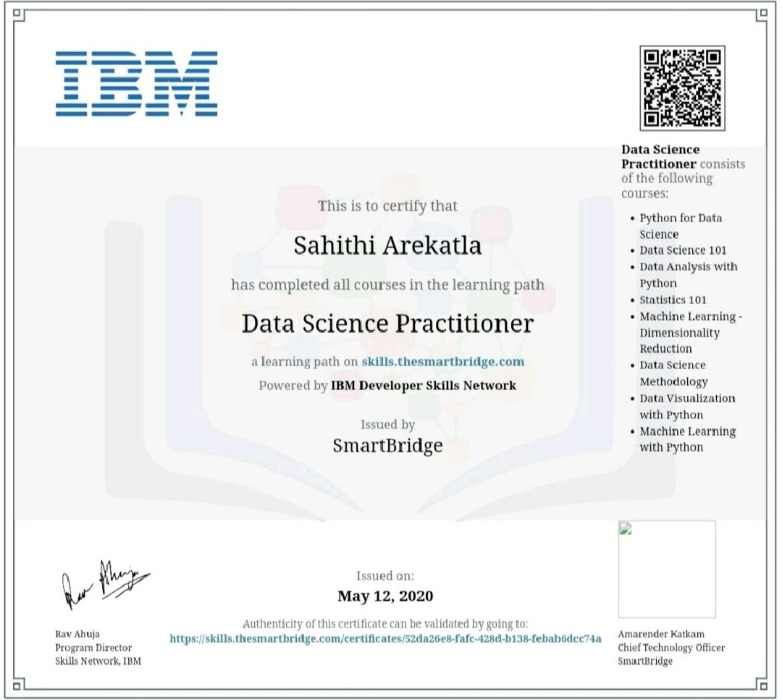 IBM
Data Science
Practitioner consists
of the following
courses:
• Python for Data
Science
• Data Science 101
• Data Analysis with
Python
• Statistics 101
• Machine Learning -
Dimensionality
Reduction
• Data Science
Methodology
• Data Visualization
with Python
• Machine Learning
with Python
This is to certify that
Sahithi Arekatla
has completed all courses in the learning path
Data Science Practitioner
a learning path on skills.thesmartbridge.com
Powered by IBM Developer Skills Network
Issued by
SmartBridge
Rav Ahuja
Rav Ahuja
Program Director
Skills Network, IBM
Issued on:
May 12, 2020
Authenticity of this certificate can be validated by going to:
https://skills.thesmartbridge.com/certificates/52da26e8-fafc-428d-b138-febab6dcc74a
Amarender Katkam
Chief Technology Officer
SmartBridge